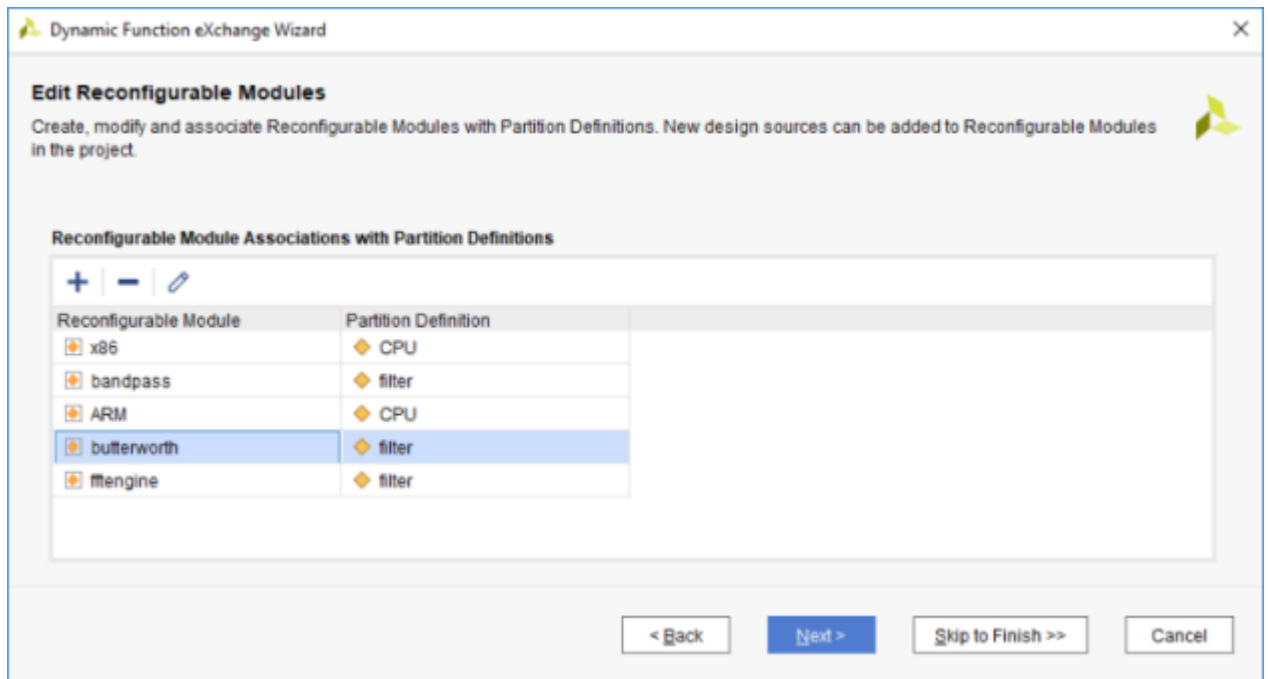 Dynamic Function eXchange Wizard
Edit Reconfigurable Modules
Create, modify and associate Reconfigurable Modules with Partition Definitions. New design sources can be added to Reconfigurable Modules
in the project.
Reconfigurable Module Associations with Partition Definitions
Reconfigurable Module Partition Definition
x86 CPU
bandpass filter
ARM CPU
butterworth filter
fftengine filter
< Back Next > Skip to Finish >> Cancel